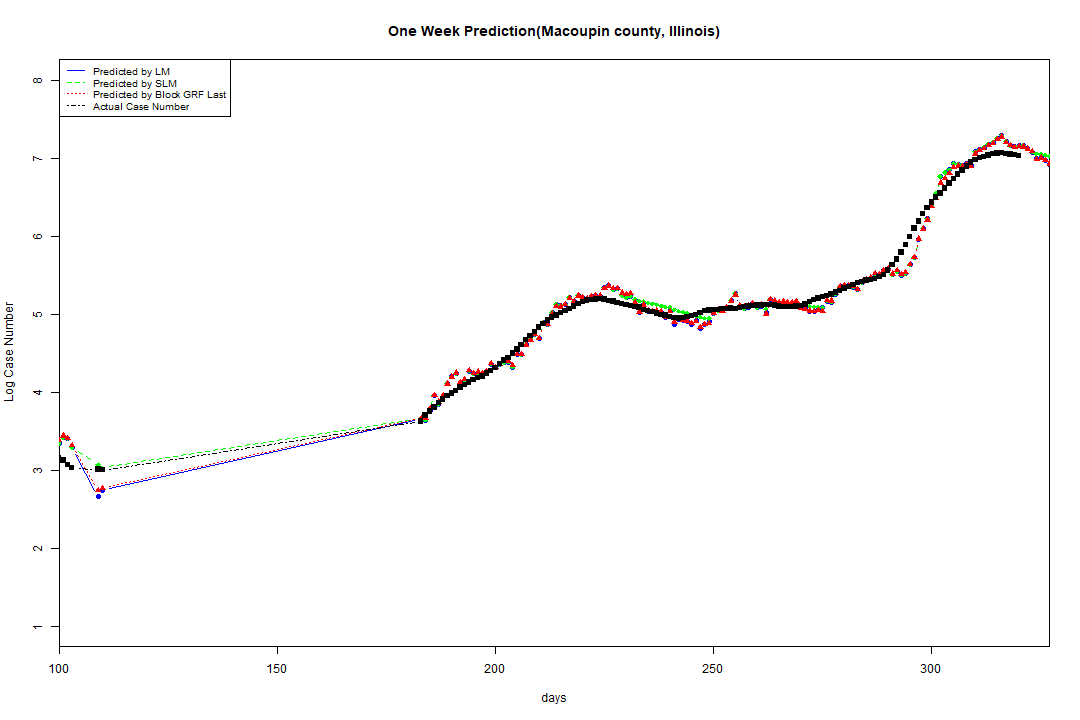 One Week Prediction(Macoupin county, Illinois)
Predicted by LM
Predicted by SLM
Predicted by Block GRF Last
Actual Case Number
Log Case Number
8
7
6
5
4
3
2
1
100 150 200 250 300
days